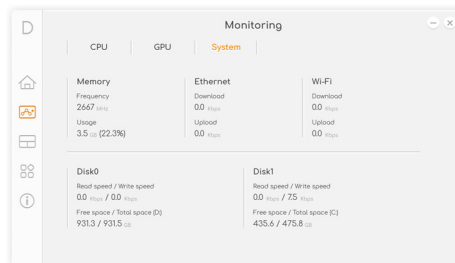 D
Monitoring
CPU GPU System
Memory Ethernet Wi-Fi
Frequency Download Download
2667 MHz 0.0 Kbps 0.0 Kbps
Usage Upload Upload
3.5 GB (22.3%) 0.0 Kbps 0.0 Kbps
Disk0 Disk1
Read speed / Write speed Read speed / Write speed
0.0 Kbps / 0.0 Kbps 0.0 Kbps / 7.5 Kbps
Free space / Total space (D) Free space / Total space (C)
931.3 / 931.5 GB 435.6 / 475.8 GB